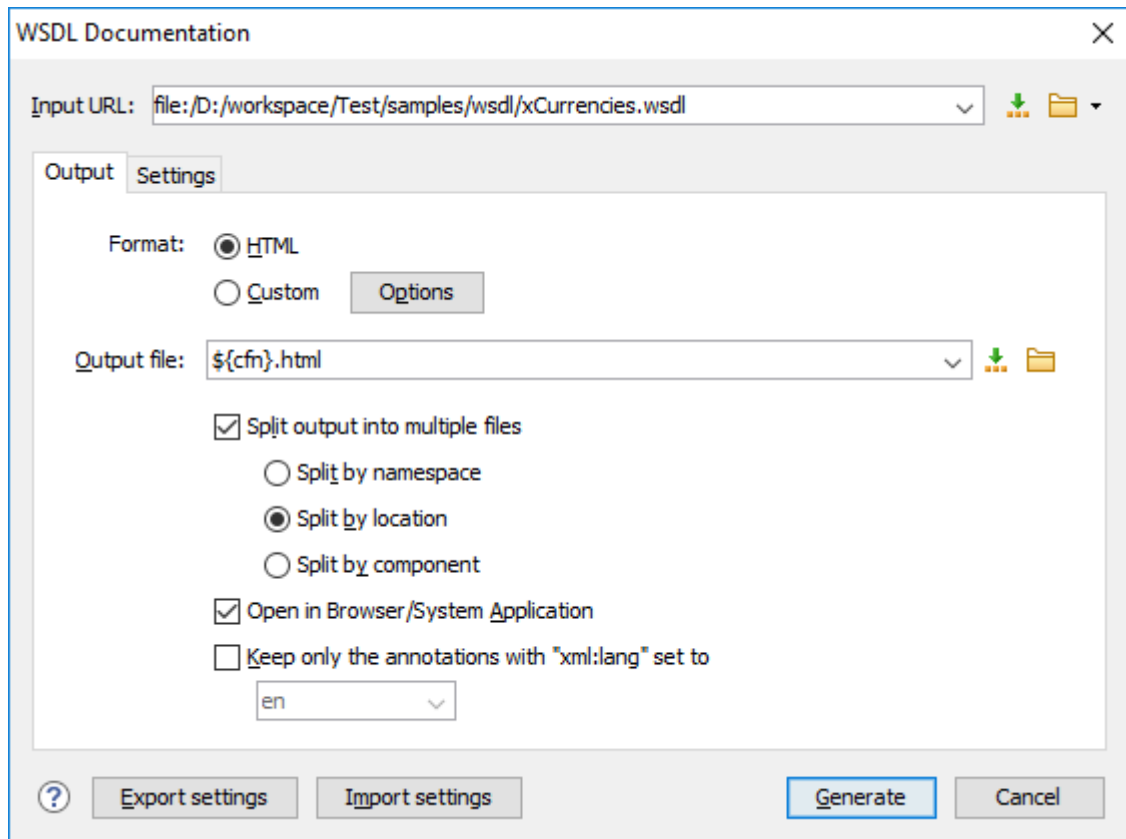 WSDL Documentation
Input URL: file:/D:/workspace/Test/samples/wsdl/xCurrencies.wsdl
Output Settings
Format: HTML
Custom Options
Output file: ${cfn}.html
Split output into multiple files
Split by namespace
Split by location
Split by component
Open in Browser/System Application
Keep only the annotations with "xml:lang" set to
en
? Export settings Import settings Generate Cancel